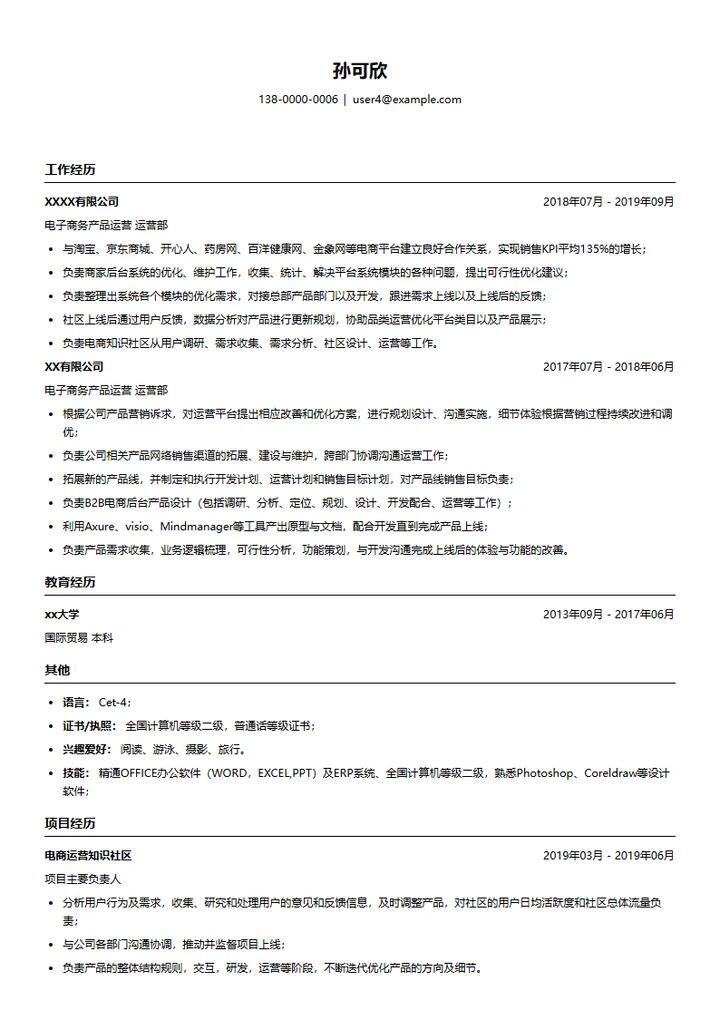 孙可欣
138-0000-0006 | user4@example.com
工作经历
XXXX有限公司 2018年07月 - 2019年09月
电子商务产品运营 运营部
• 与淘宝、京东商城、开心人、药房网、百洋健康网、金象网等电商平台建立良好合作关系，实现销售KPI平均135%的增长；
• 负责商家后台系统的优化、维护工作，收集、统计、解决平台系统模块的各种问题，提出可行性优化建议；
• 负责整理出系统各个模块的优化需求，对接总部产品部门以及开发，跟进需求上线以及上线后的反馈；
• 社区上线后通过用户反馈，数据分析对产品进行更新规划，协助品类运营优化平台类目以及产品展示；
• 负责电商知识社区从用户调研、需求收集、需求分析、社区设计、运营等工作。
XX有限公司 2017年07月 - 2018年06月
电子商务产品运营 运营部
• 根据公司产品营销诉求，对运营平台提出相应改善和优化方案，进行规划设计、沟通实施，细节体验根据营销过程持续改进和调
优；
• 负责公司相关产品网络销售渠道的拓展、建设与维护，跨部门协调沟通运营工作；
• 拓展新的产品线，并制定和执行开发计划、运营计划和销售目标计划，对产品线销售目标负责；
• 负责B2B电商后台产品设计（包括调研、分析、定位、规划、设计、开发配合、运营等工作）；
• 利用Axure、visio、Mindmanager等工具产出原型与文档，配合开发直到完成产品上线；
• 负责产品需求收集，业务逻辑梳理，可行性分析，功能策划，与开发沟通完成上线后的体验与功能的改善。
教育经历
xx大学 2013年09月 - 2017年06月
国际贸易 本科
其他
• 语言： Cet-4；
• 证书/执照： 全国计算机等级二级，普通话等级证书；
• 兴趣爱好： 阅读、游泳、摄影、旅行。
• 技能： 精通OFFICE办公软件（WORD，EXCEL,PPT）及ERP系统、全国计算机等级二级，熟悉Photoshop、Coreldraw等设计
软件；
项目经历
电商运营知识社区 2019年03月 - 2019年06月
项目主要负责人
• 分析用户行为及需求，收集、研究和处理用户的意见和反馈信息，及时调整产品，对社区的用户日均活跃度和社区总体流量负
责；
• 与公司各部门沟通协调，推动并监督项目上线；
• 负责产品的整体结构规则，交互，研发，运营等阶段，不断迭代优化产品的方向及细节。